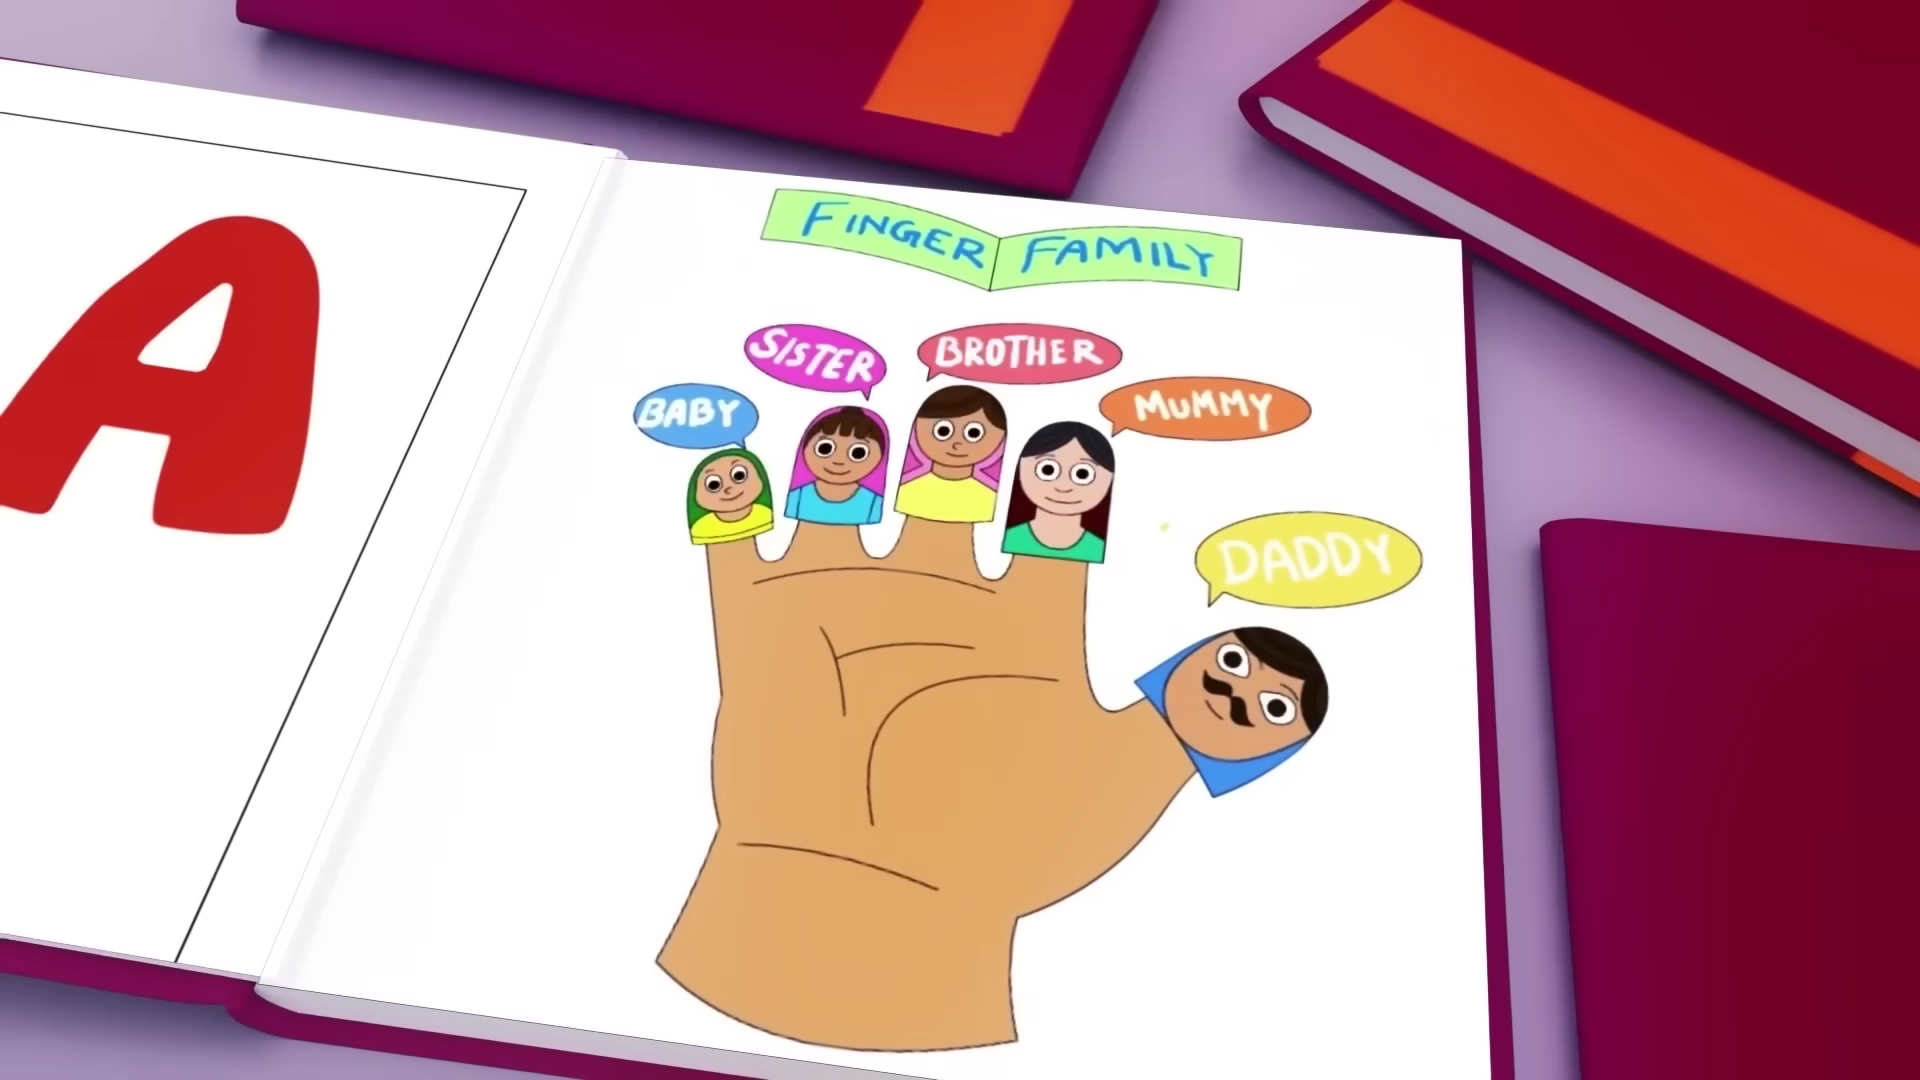 A
FINGER FAMILY
SISTER
BROTHER
BABY
MUMMY
DADDY